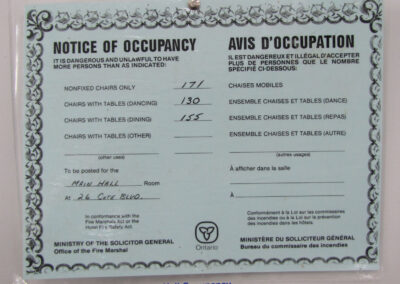 NOTICE OF OCCUPANCY
IT IS DANGEROUS AND UNLAWFUL TO HAVE
MORE PERSONS THAN AS INDICATED:
NONFIXED CHAIRS ONLY 171
CHAIRS WITH TABLES (DANCING) 130
CHAIRS WITH TABLES (DINING) 155
CHAIRS WITH TABLES (OTHER)
(other uses)
To be posted for the
MAIN HALL Room
At 26 CUTE BLVD.
In conformance with the
Fire Marshals Act or the
Hotel Fire Safety Act.
MINISTRY OF THE SOLICITOR GENERAL
Office of the Fire Marshal
Ontario
AVIS D'OCCUPATION
IL EST DANGEREUX ET ILLÉGAL D'ACCEPTER
PLUS DE PERSONNES QUE LE NOMBRE
SPÉCIFIÉ CI-DESSOUS:
CHAISES MOBILES
ENSEMBLE CHAISES ET TABLES (DANCE)
ENSEMBLE CHAISES ET TABLES (REPAS)
ENSEMBLE CHAISES ET TABLES (AUTRE)
(autres usages)
À afficher dans la salle
À
Conformément à la Loi sur les commissaires
des incendies ou à la Loi sur la prévention
des incendies dans les hôtels.
MINISTÈRE DU SOLLICITEUR GÉNÉRAL
Bureau du commissaire des incendies